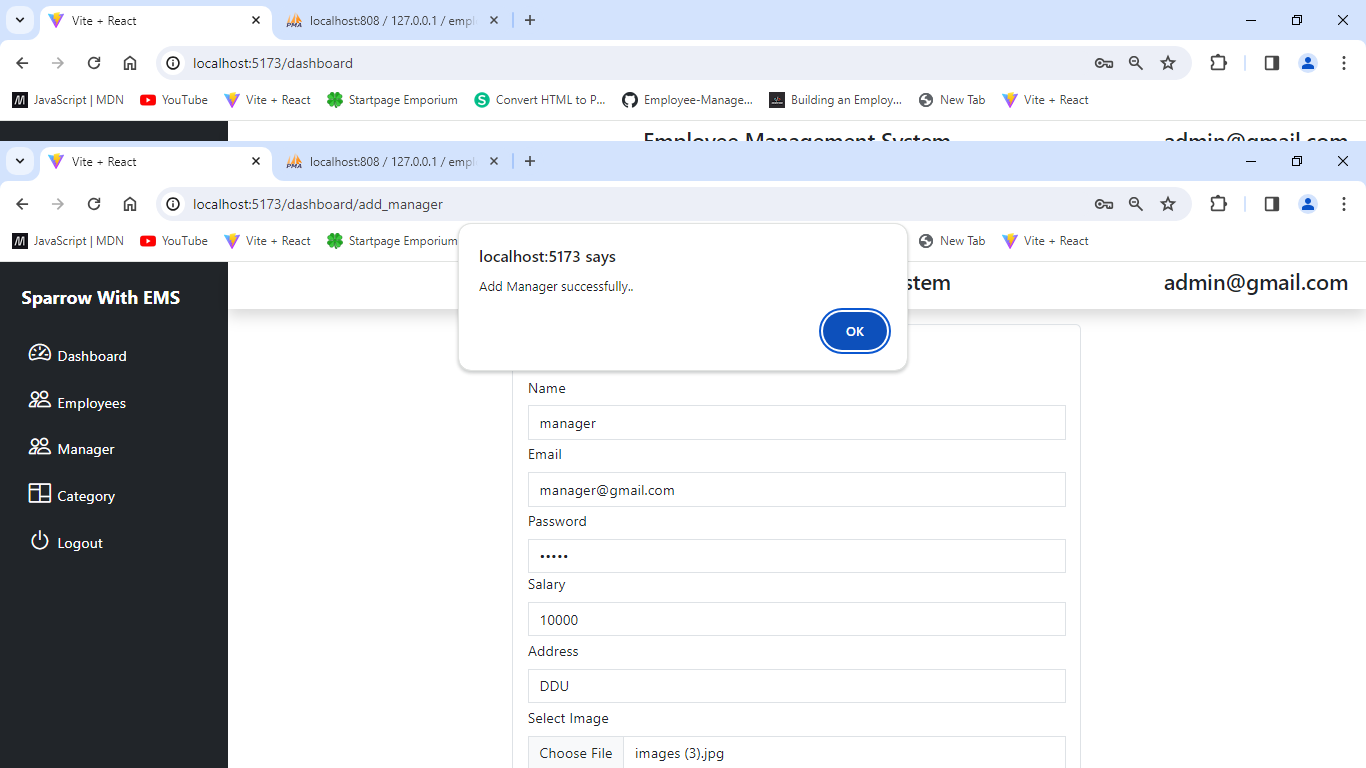 Vite + React
localhost:808 / 127.0.0.1 / empl
localhost:5173/dashboard
JavaScript | MDN
YouTube
Vite + React
Startpage Emporium
Convert HTML to P...
Employee-Manage...
Building an Employ...
New Tab
Vite + React
Employee Management System
admin@gmail.com
Vite + React
localhost:808 / 127.0.0.1 / empl
localhost:5173/dashboard/add_manager
JavaScript | MDN
YouTube
Vite + React
Startpage Emporium
New Tab
Vite + React
localhost:5173 says
Add Manager successfully..
OK
Sparrow With EMS
stem
admin@gmail.com
Dashboard
Employees
Manager
Category
Logout
Name
manager
Email
manager@gmail.com
Password
•••••
Salary
10000
Address
DDU
Select Image
Choose File
images (3).jpg